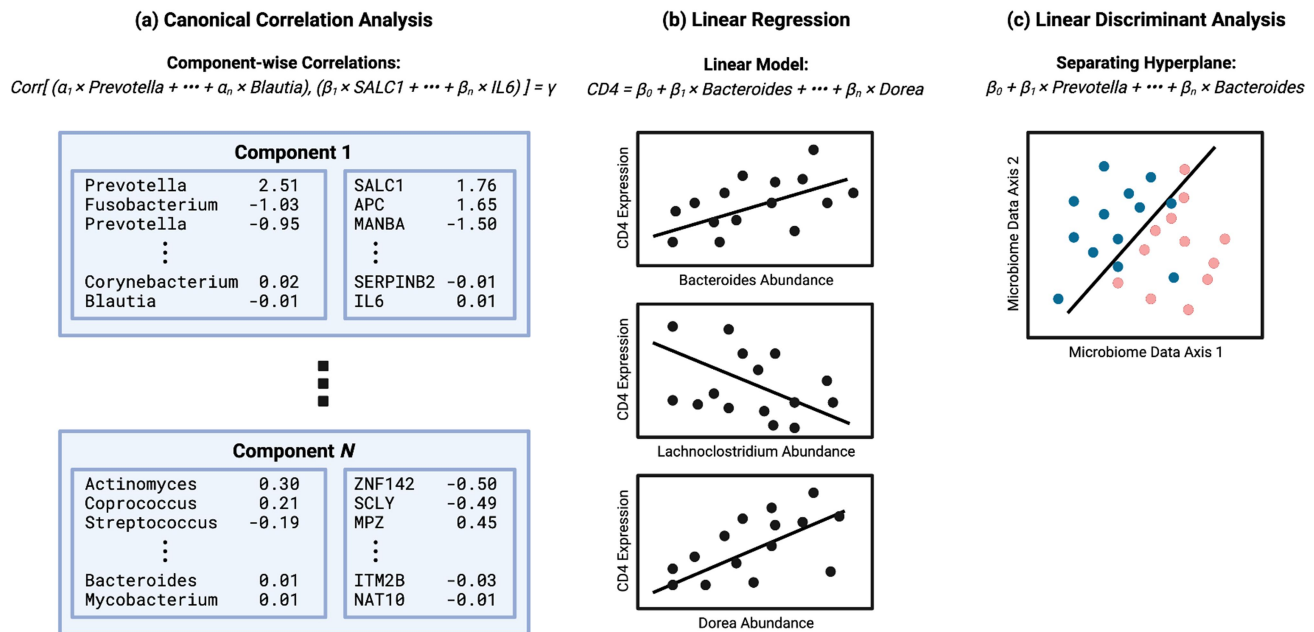 (a) Canonical Correlation Analysis
Component-wise Correlations:
Corr[ (α1 × Prevotella + ··· + αn × Blautia), (β1 × SALC1 + ··· + βn × IL6) ] = γ
Component 1
Prevotella 2.51
Fusobacterium -1.03
Prevotella -0.95
⋮
Corynebacterium 0.02
Blautia -0.01
SALC1 1.76
APC 1.65
MANBA -1.50
⋮
SERPINB2 -0.01
IL6 0.01
Component N
Actinomyces 0.30
Coprococcus 0.21
Streptococcus -0.19
⋮
Bacteroides 0.01
Mycobacterium 0.01
ZNF142 -0.50
SCLY -0.49
MPZ 0.45
⋮
ITM2B -0.03
NAT10 -0.01
(b) Linear Regression
Linear Model:
CD4 = β0 + β1 × Bacteroides + ··· + βn × Dorea
CD4 Expression
Bacteroides Abundance
CD4 Expression
Lachnoclostridium Abundance
CD4 Expression
Dorea Abundance
(c) Linear Discriminant Analysis
Separating Hyperplane:
β0 + β1 × Prevotella + ··· + βn × Bacteroides
Microbiome Data Axis 2
Microbiome Data Axis 1